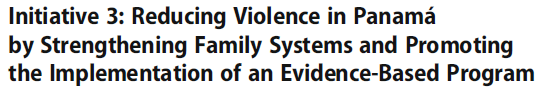 Initiative 3: Reducing Violence in Panamá
by Strengthening Family Systems and Promoting
the Implementation of an Evidence-Based Program